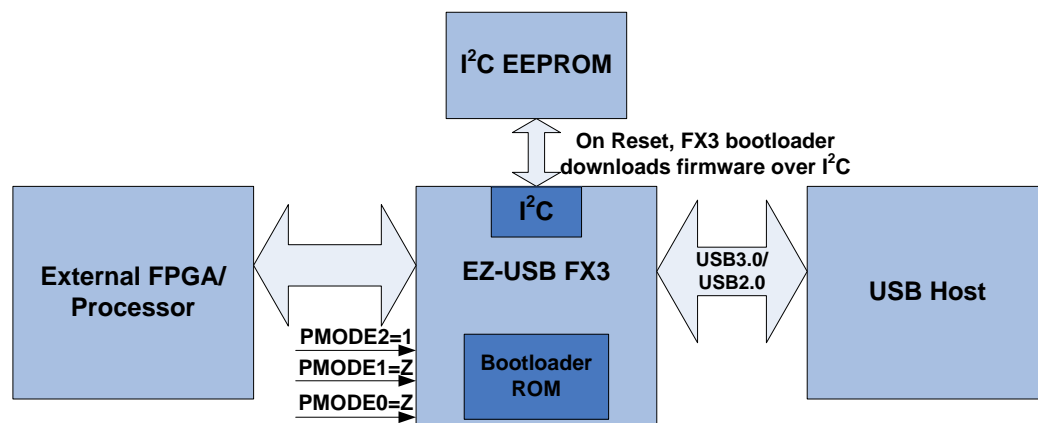 I²C EEPROM
On Reset, FX3 bootloader
downloads firmware over I²C
I²C
EZ-USB FX3
External FPGA/
Processor
USB3.0/
USB2.0
USB Host
PMODE2=1
PMODE1=Z
PMODE0=Z
Bootloader
ROM